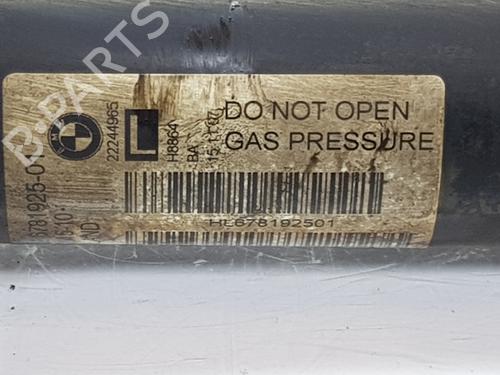 B-PARTS
22244965
L
H8864
BA
DO NOT OPEN
GAS PRESSURE
HL678192501